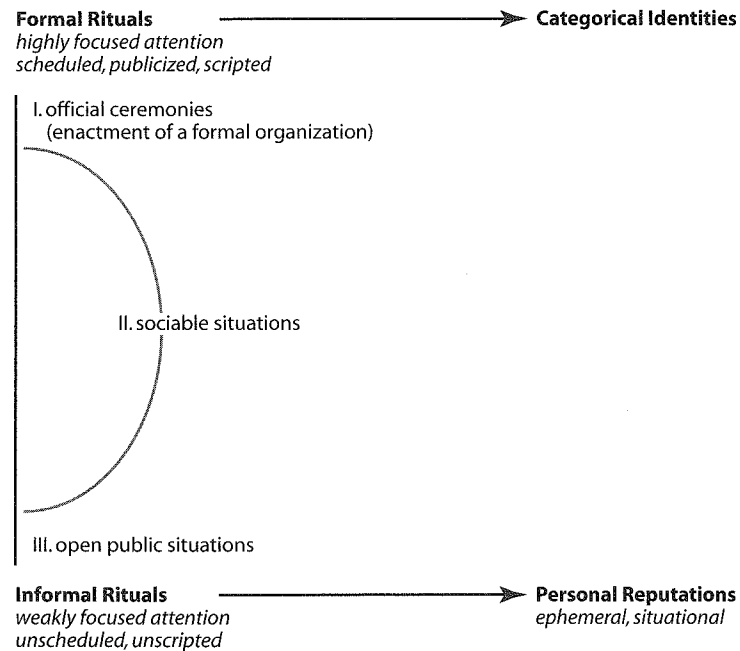 Formal Rituals
Categorical Identities
highly focused attention
scheduled, publicized, scripted
I. official ceremonies
(enactment of a formal organization)
II. sociable situations
III. open public situations
Informal Rituals
Personal Reputations
weakly focused attention
ephemeral, situational
unscheduled, unscripted